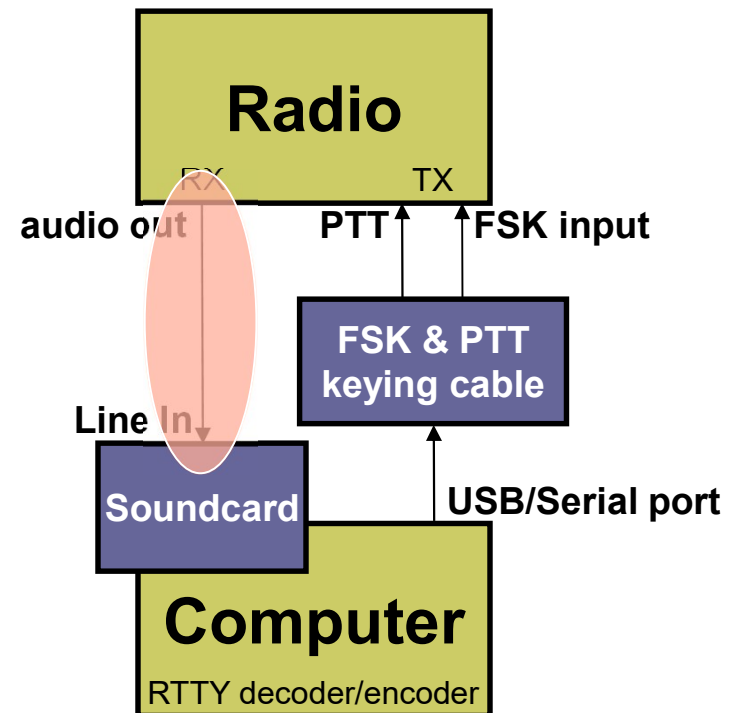 Radio
RX TX
audio out PTT FSK input
FSK & PTT
keying cable
Line In
Soundcard
USB/Serial port
Computer
RTTY decoder/encoder